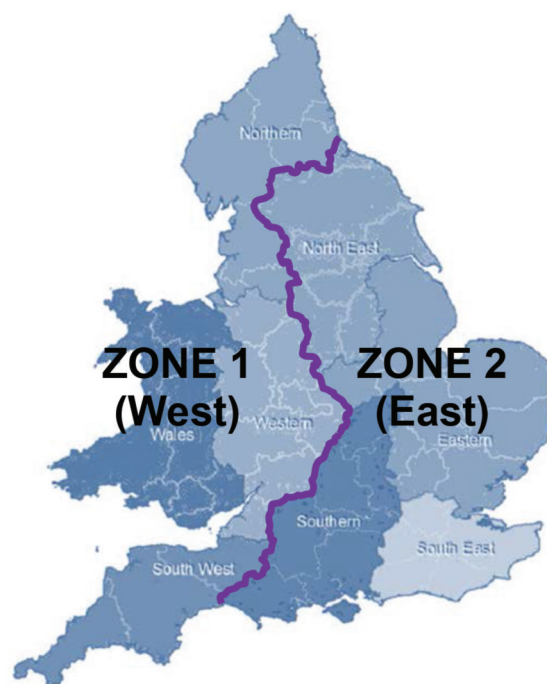 Northern
North East
ZONE 1
(West)
ZONE 2
(East)
Wales
Western
Eastern
Southern
South East
South West